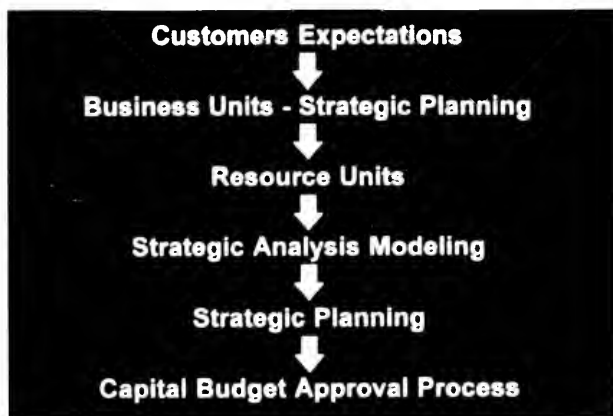 Customers Expectations
Business Units - Strategic Planning
Resource Units
Strategic Analysis Modeling
Strategic Planning
Capital Budget Approval Process